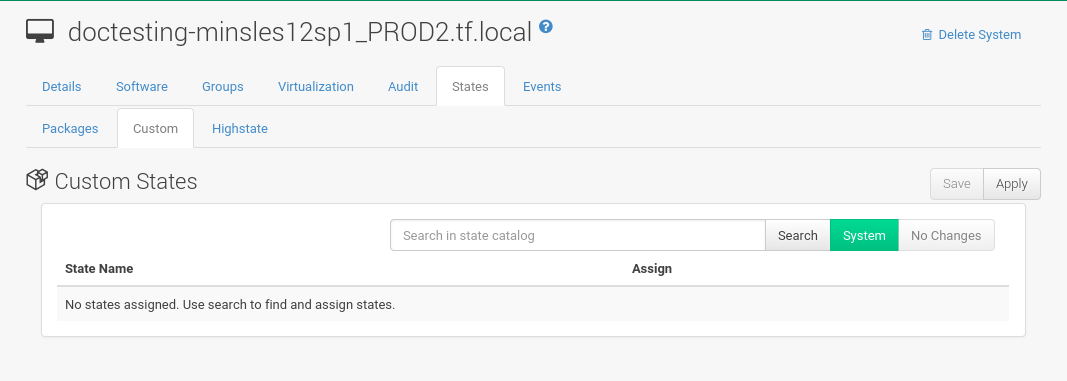 doctesting-minsles12sp1_PROD2.tf.local ?
Delete System
Details Software Groups Virtualization Audit States Events
Packages Custom Highstate
Custom States
Save Apply
Search in state catalog Search System No Changes
State Name Assign
No states assigned. Use search to find and assign states.